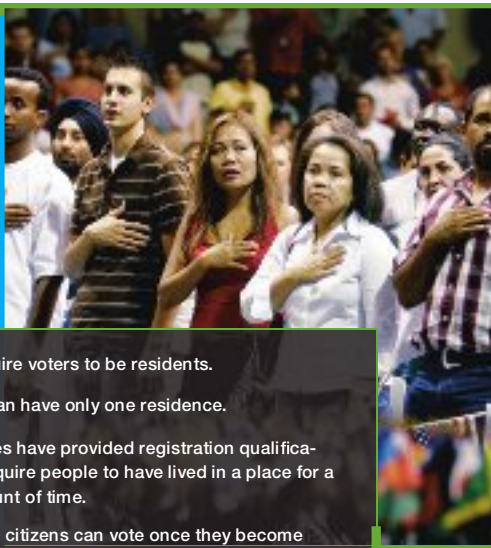 ire voters to be residents.
an have only one residence.
es have provided registration qualifica-
quire people to have lived in a place for a
unt of time.
citizens can vote once they become